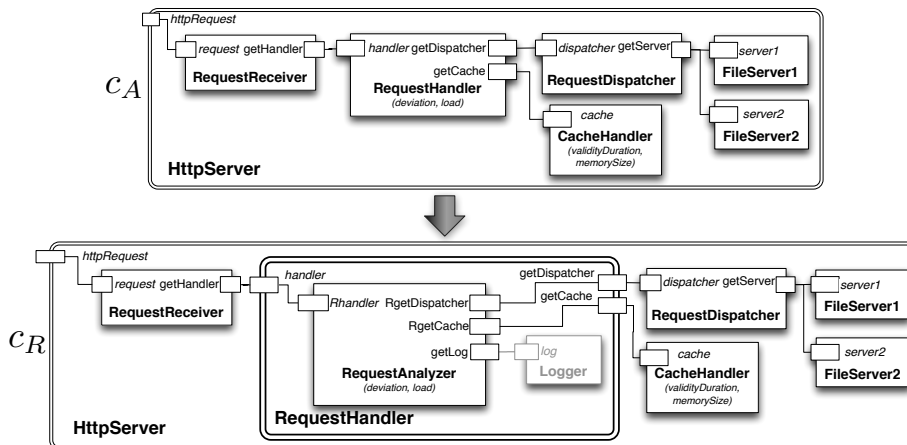 httpRequest
request getHandler
RequestReceiver
handler getDispatcher
getCache
RequestHandler
(deviation, load)
dispatcher getServer
RequestDispatcher
server1
FileServer1
server2
FileServer2
cache
CacheHandler
(validityDuration,
memorySize)
HttpServer
c_A
httpRequest
request getHandler
RequestReceiver
handler
Rhandler RgetDispatcher
RgetCache
getLog
RequestAnalyzer
(deviation, load)
log
Logger
RequestHandler
getDispatcher
getCache
dispatcher getServer
RequestDispatcher
server1
FileServer1
server2
FileServer2
cache
CacheHandler
(validityDuration,
memorySize)
HttpServer
c_R